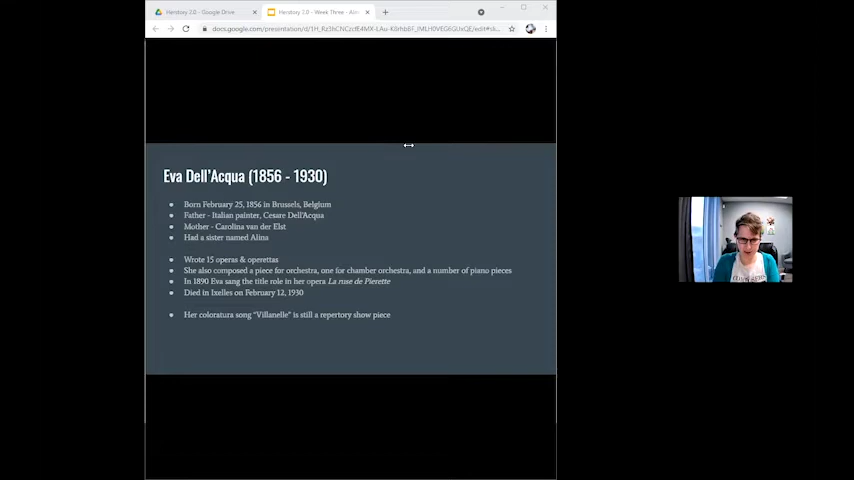 Herstory 2.0 - Google Drive
Herstory 2.0 - Week Three - A
Eva Dell'Acqua (1856 - 1930)
Born February 25, 1856 in Brussels, Belgium
Father - Italian painter, Cesare Dell'Acqua
Mother - Carolina van der Elst
Had a sister named Alina
Wrote 15 operas & operettas
She also composed a piece for orchestra, one for chamber orchestra, and a number of piano pieces
In 1890 Eva sang the title role in her opera La ruse de Pierette
Died in Ixelles on February 12, 1930
Her coloratura song "Villanelle" is still a repertory show piece